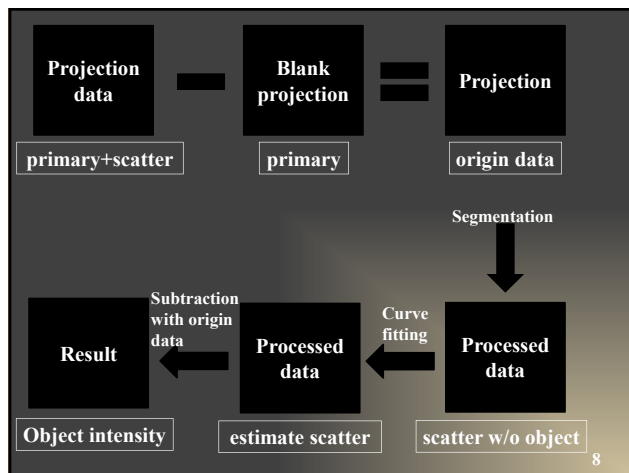 Projection
data
Blank
projection
Projection
primary+scatter
primary
origin data
Segmentation
Subtraction
with origin
data
Curve
fitting
Result
Processed
data
Processed
data
Object intensity
estimate scatter
scatter w/o object
8